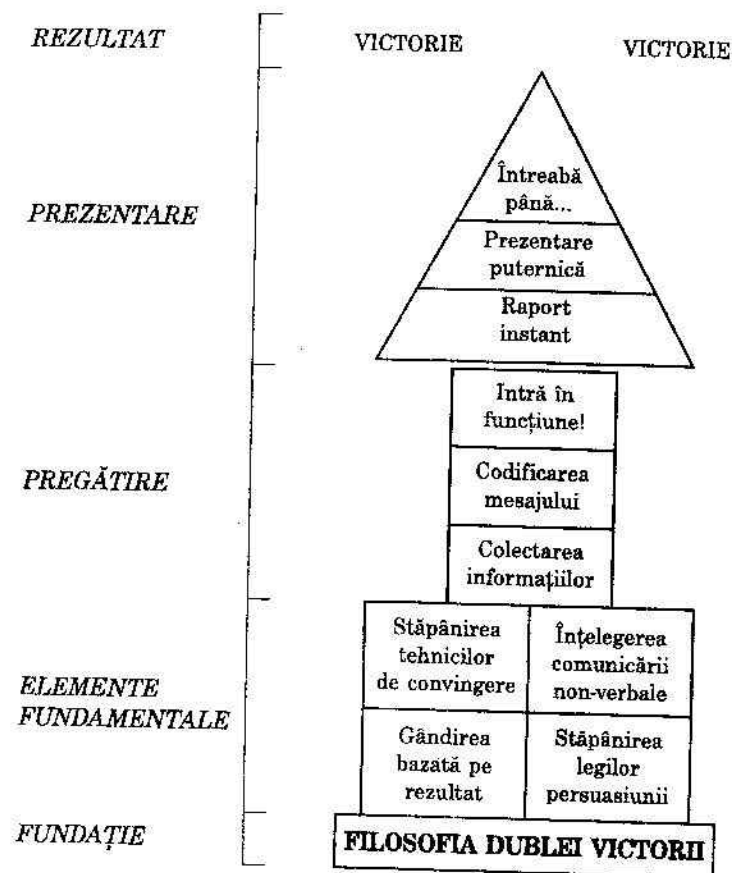 REZULTAT
VICTORIE
VICTORIE
PREZENTARE
Întreabă
până...
Prezentare
puternică
Raport
instant
PREGĂTIRE
Intră în
funcțiune!
Codificarea
mesajului
Colectarea
informațiilor
ELEMENTE
FUNDAMENTALE
Stăpânirea
tehnicilor
de convingere
Înțelegerea
comunicării
non-verbale
Gândirea
bazată pe
rezultat
Stăpânirea
legilor
persuasiunii
FUNDAȚIE
FILOSOFIA DUBLEI VICTORII